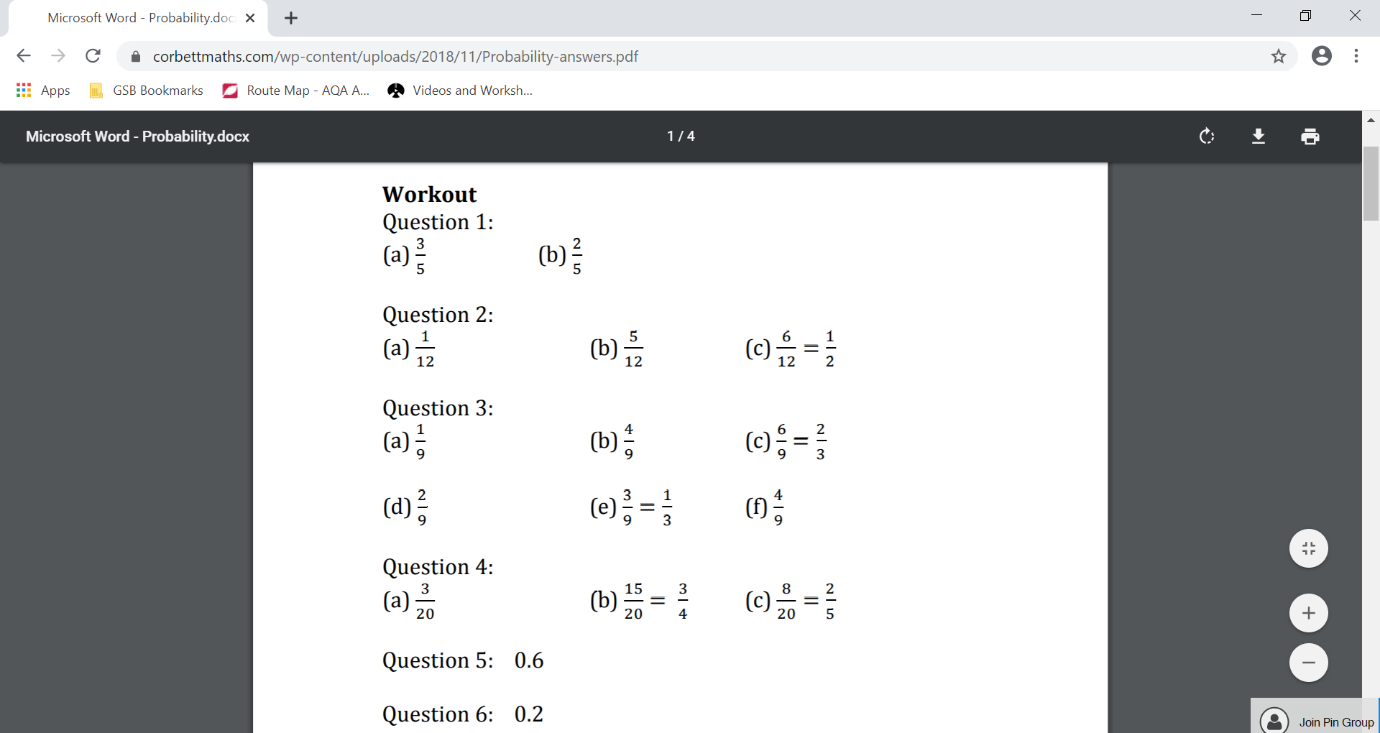 Microsoft Word - Probability.doc
corbettmaths.com/wp-content/uploads/2018/11/Probability-answers.pdf
Apps GSB Bookmarks Route Map - AQA A... Videos and Worksh...
Microsoft Word - Probability.docx 1 / 4
Workout
Question 1:
(a) 3/5 (b) 2/5
Question 2:
(a) 1/12 (b) 5/12 (c) 6/12 = 1/2
Question 3:
(a) 1/9 (b) 4/9 (c) 6/9 = 2/3
(d) 2/9 (e) 3/9 = 1/3 (f) 4/9
Question 4:
(a) 3/20 (b) 15/20 = 3/4 (c) 8/20 = 2/5
Question 5: 0.6
Question 6: 0.2
Join Pin Group